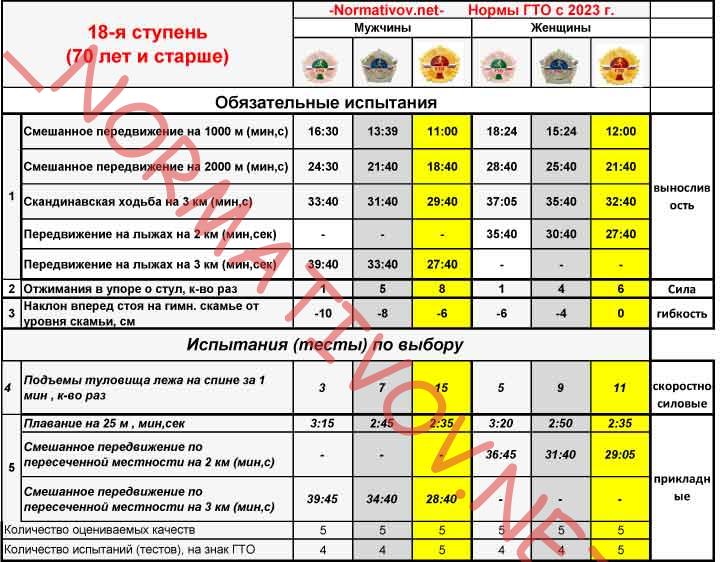 -Normativov.net- Нормы ГТО с 2023 г.
18-я ступень
(70 лет и старше)
Мужчины Женщины
Обязательные испытания
1
Смешанное передвижение на 1000 м (мин,с) 16:30 13:39 11:00 18:24 15:24 12:00
Смешанное передвижение на 2000 м (мин,с) 24:30 21:40 18:40 28:40 25:40 21:40
Скандинавская ходьба на 3 км (мин,с) 33:40 31:40 29:40 37:05 35:40 32:40
Передвижение на лыжах на 2 км (мин,сек) - - - 35:40 30:40 27:40
Передвижение на лыжах на 3 км (мин,сек) 39:40 33:40 27:40 - - -
вынослив
ость
2 Отжимания в упоре о стул, к-во раз 1 5 8 1 4 6 Сила
3 Наклон вперед стоя на гимн. скамье от
уровня скамьи, см -10 -8 -6 -6 -4 0 гибкость
Испытания (тесты) по выбору
4 Подъемы туловища лежа на спине за 1
мин , к-во раз 3 7 15 5 9 11
скоростно
силовые
5
Плавание на 25 м , мин,сек 3:15 2:45 2:35 3:20 2:50 2:35
Смешанное передвижение по
пересеченной местности на 2 км (мин,с) - - - 36:45 31:40 29:05
Смешанное передвижение по
пересеченной местности на 3 км (мин,с) 39:45 34:40 28:40 - - -
прикладн
ые
Количество оцениваемых качеств 5 5 5 5 5 5
Количество испытаний (тестов), на знак ГТО 4 4 5 4 4 5
NORMATIVOV.NET